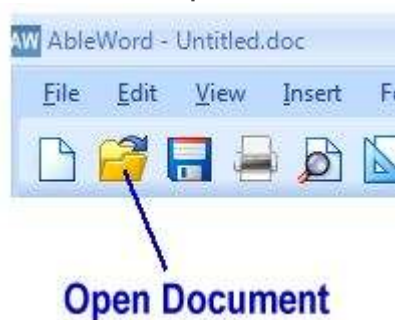 AW AbleWord - Untitled.doc
File Edit View Insert
Open Document